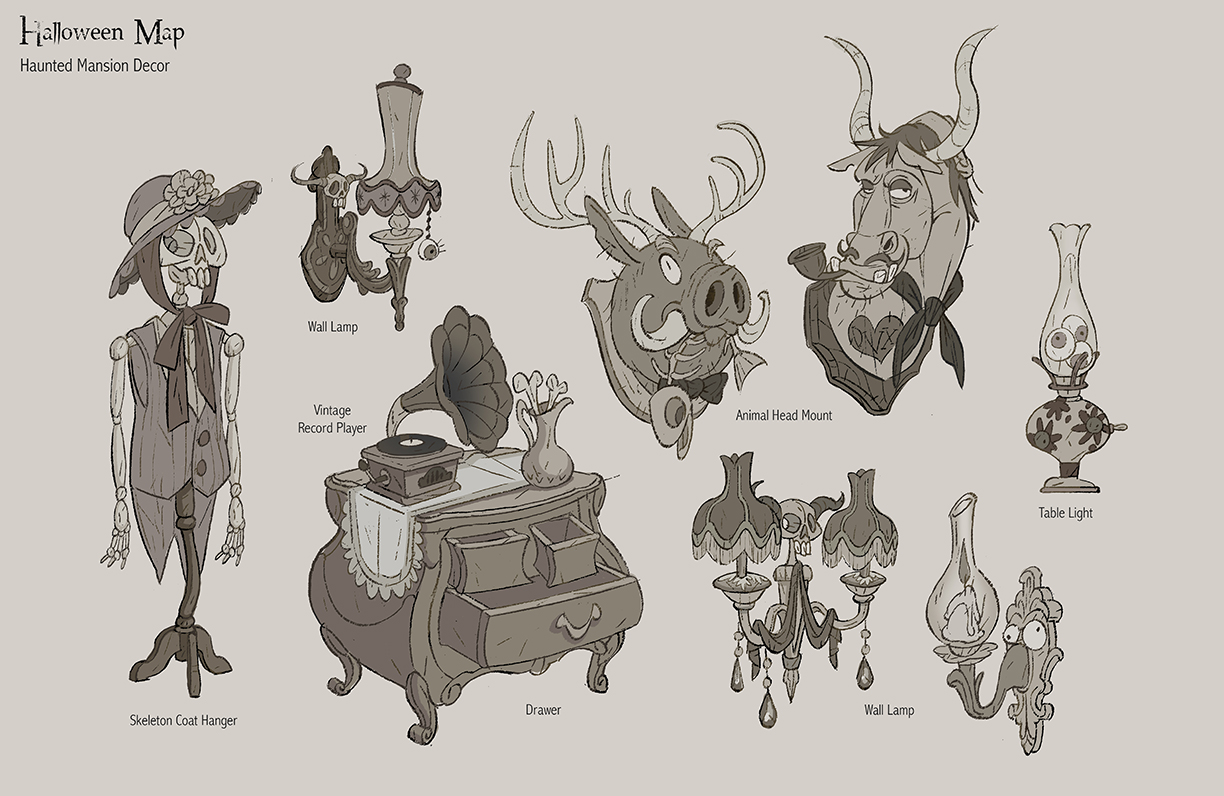 Halloween Map
Haunted Mansion Decor
Wall Lamp
Vintage
Record Player
Animal Head Mount
ONYX
Table Light
Skeleton Coat Hanger
Drawer
Wall Lamp